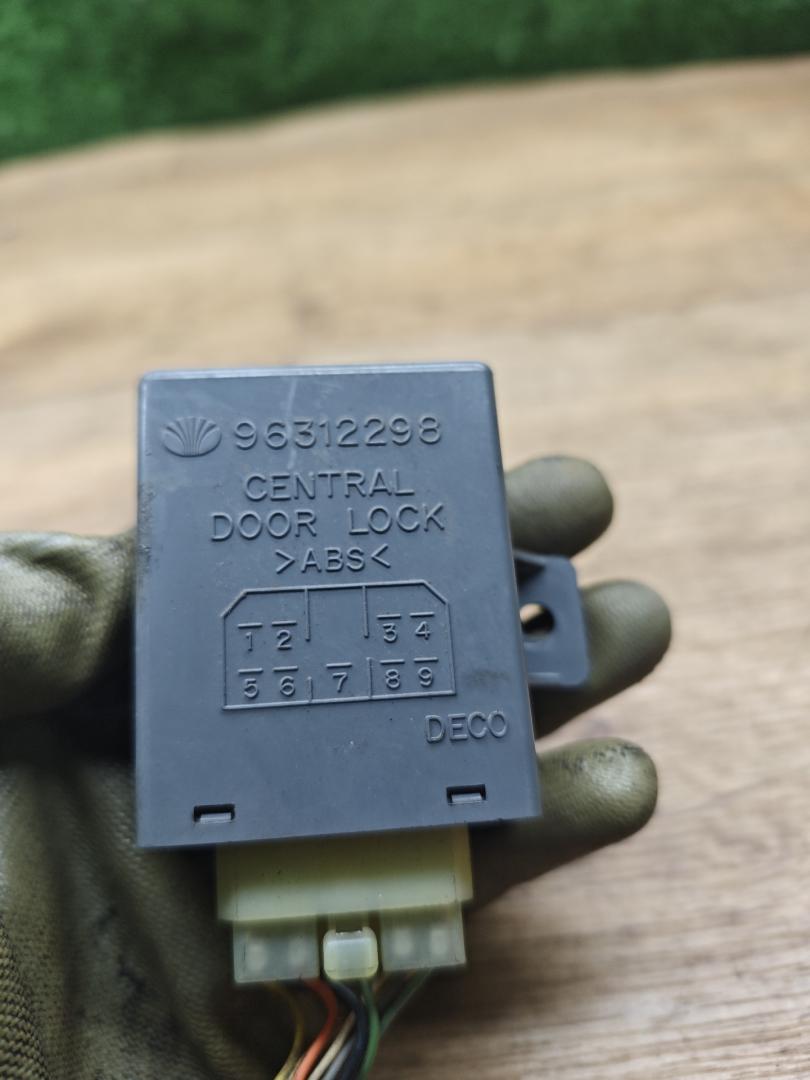 96312298
CENTRAL
DOOR LOCK
>ABS<
1 2 3 4
5 6 7 8 9
DECO